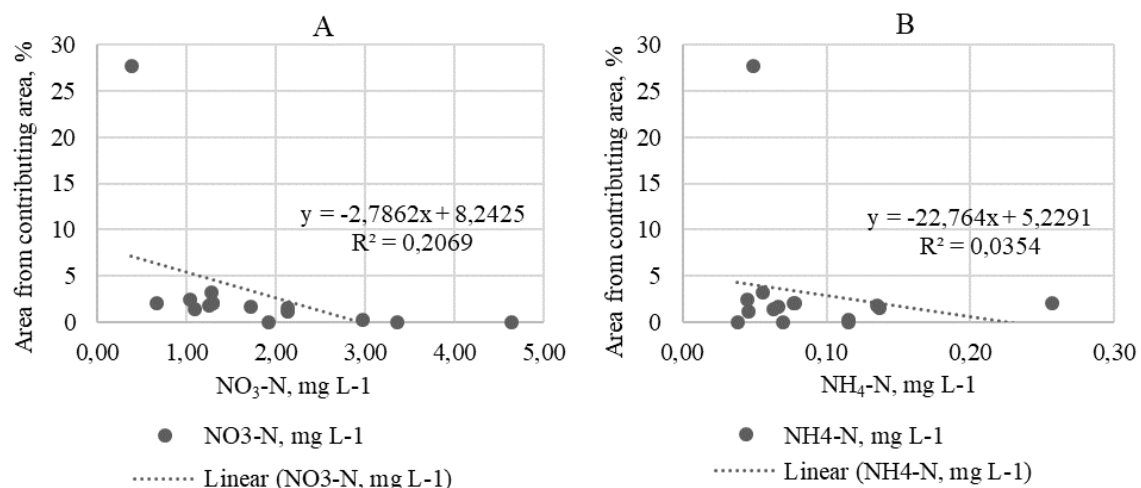 A
Area from contributing area, %
30
25
20
15
10
5
0
y = -2,7862x + 8,2425
R² = 0,2069
0,00 1,00 2,00 3,00 4,00 5,00
NO₃-N, mg L-1
NO3-N, mg L-1
Linear (NO3-N, mg L-1)
B
Area from contributing area, %
30
25
20
15
10
5
0
y = -22,764x + 5,2291
R² = 0,0354
0,00 0,10 0,20 0,30
NH₄-N, mg L-1
NH4-N, mg L-1
Linear (NH4-N, mg L-1)